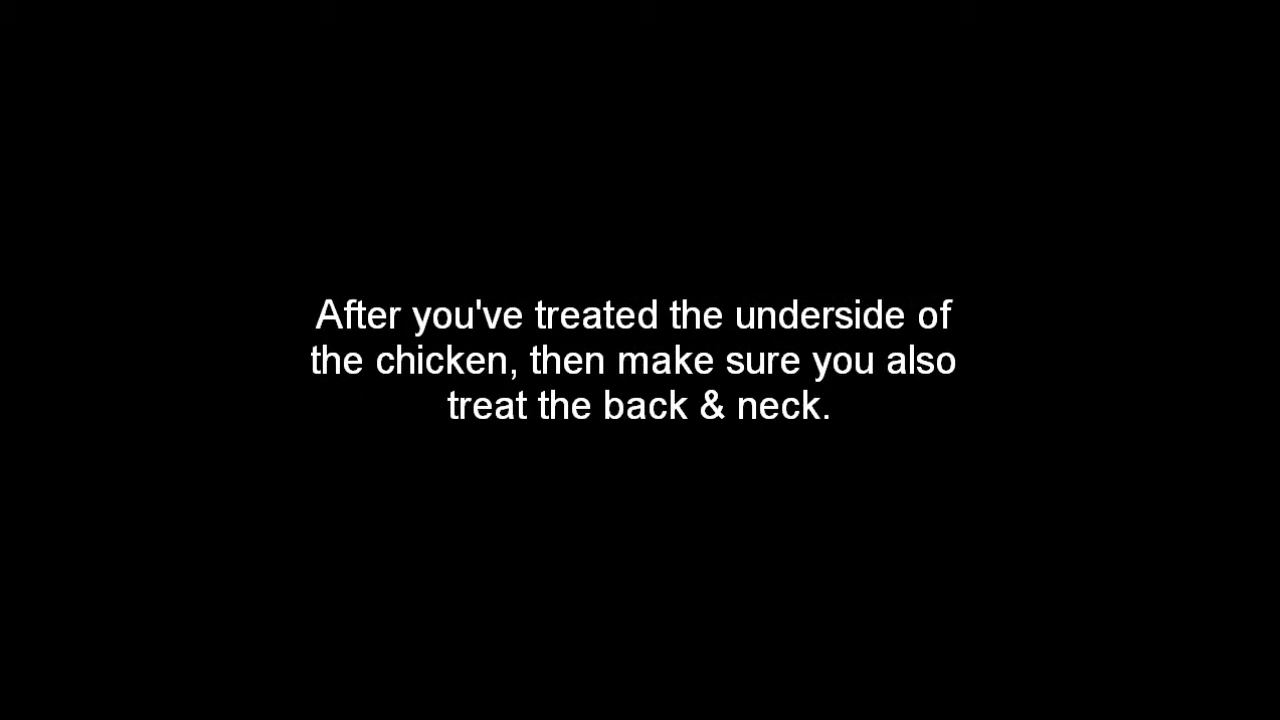 After you've treated the underside of
the chicken, then make sure you also
treat the back & neck.